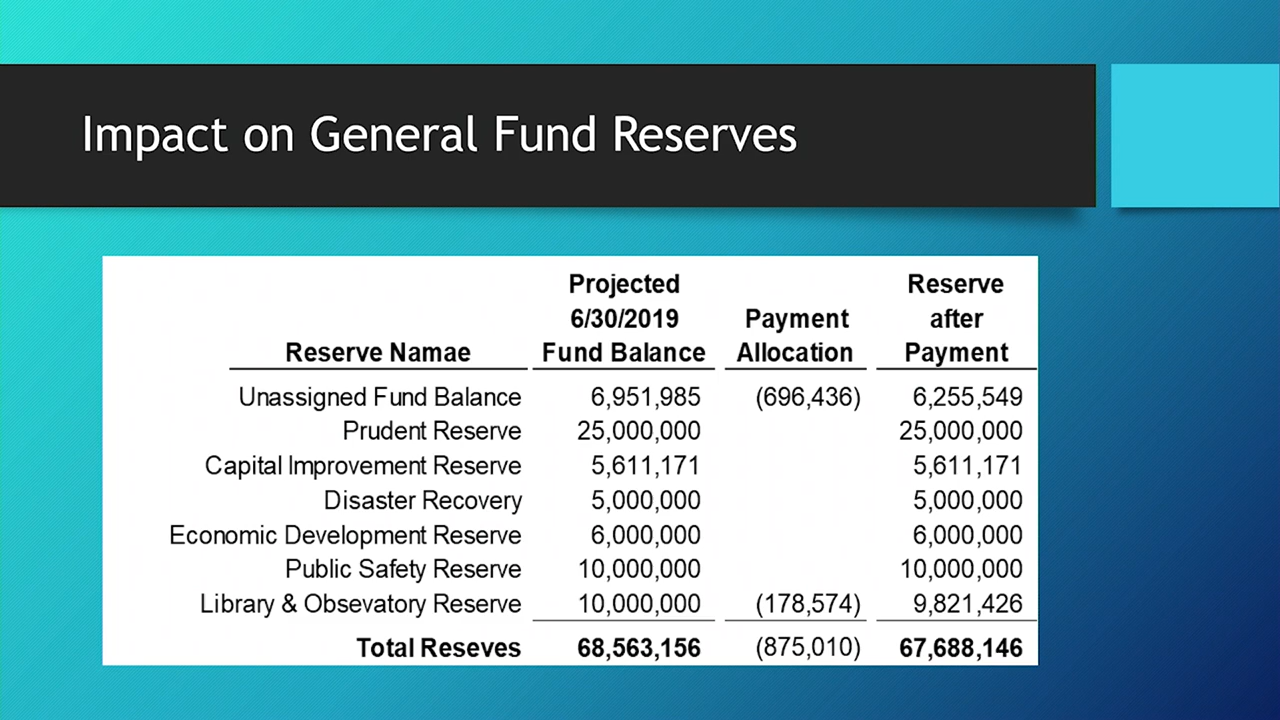 Impact on General Fund Reserves
Projected Reserve
6/30/2019 Payment after
Reserve Namae Fund Balance Allocation Payment
Unassigned Fund Balance 6,951,985 (696,436) 6,255,549
Prudent Reserve 25,000,000 25,000,000
Capital Improvement Reserve 5,611,171 5,611,171
Disaster Recovery 5,000,000 5,000,000
Economic Development Reserve 6,000,000 6,000,000
Public Safety Reserve 10,000,000 10,000,000
Library & Obsevatory Reserve 10,000,000 (178,574) 9,821,426
Total Reseves 68,563,156 (875,010) 67,688,146